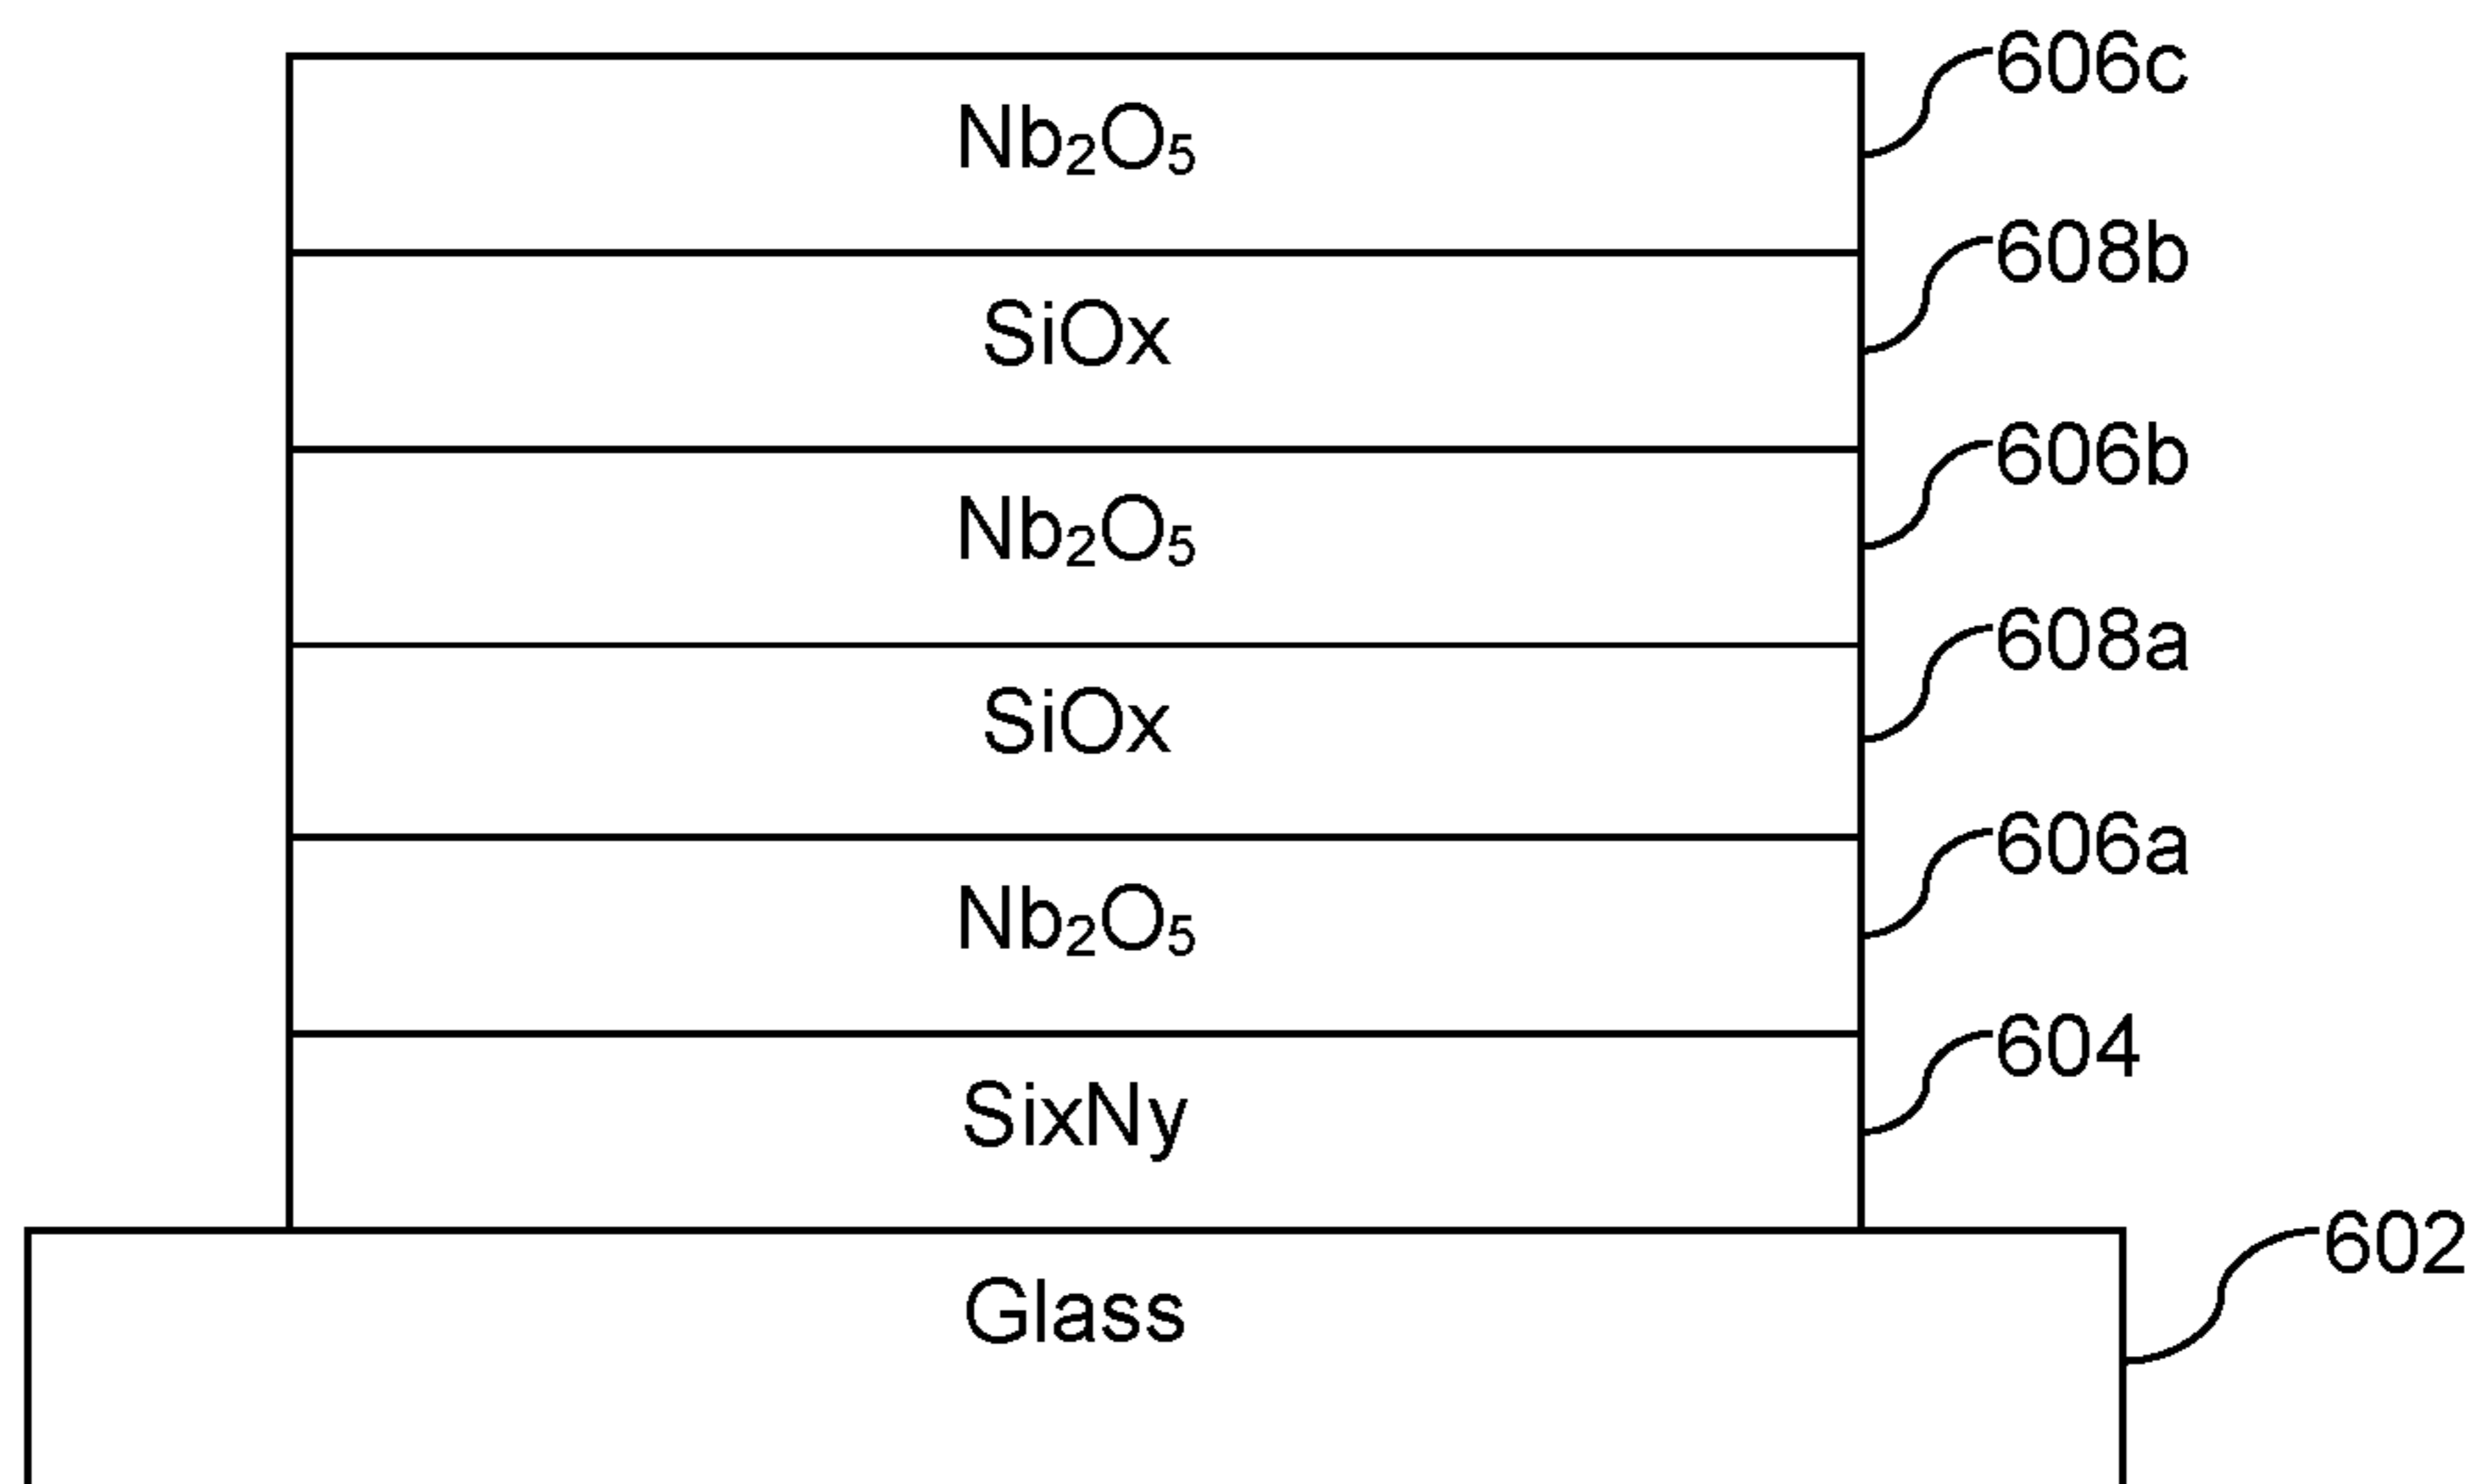 606c
Nb₂O₅
608b
SiOx
606b
Nb₂O₅
608a
SiOx
606a
Nb₂O₅
604
SixNy
602
Glass